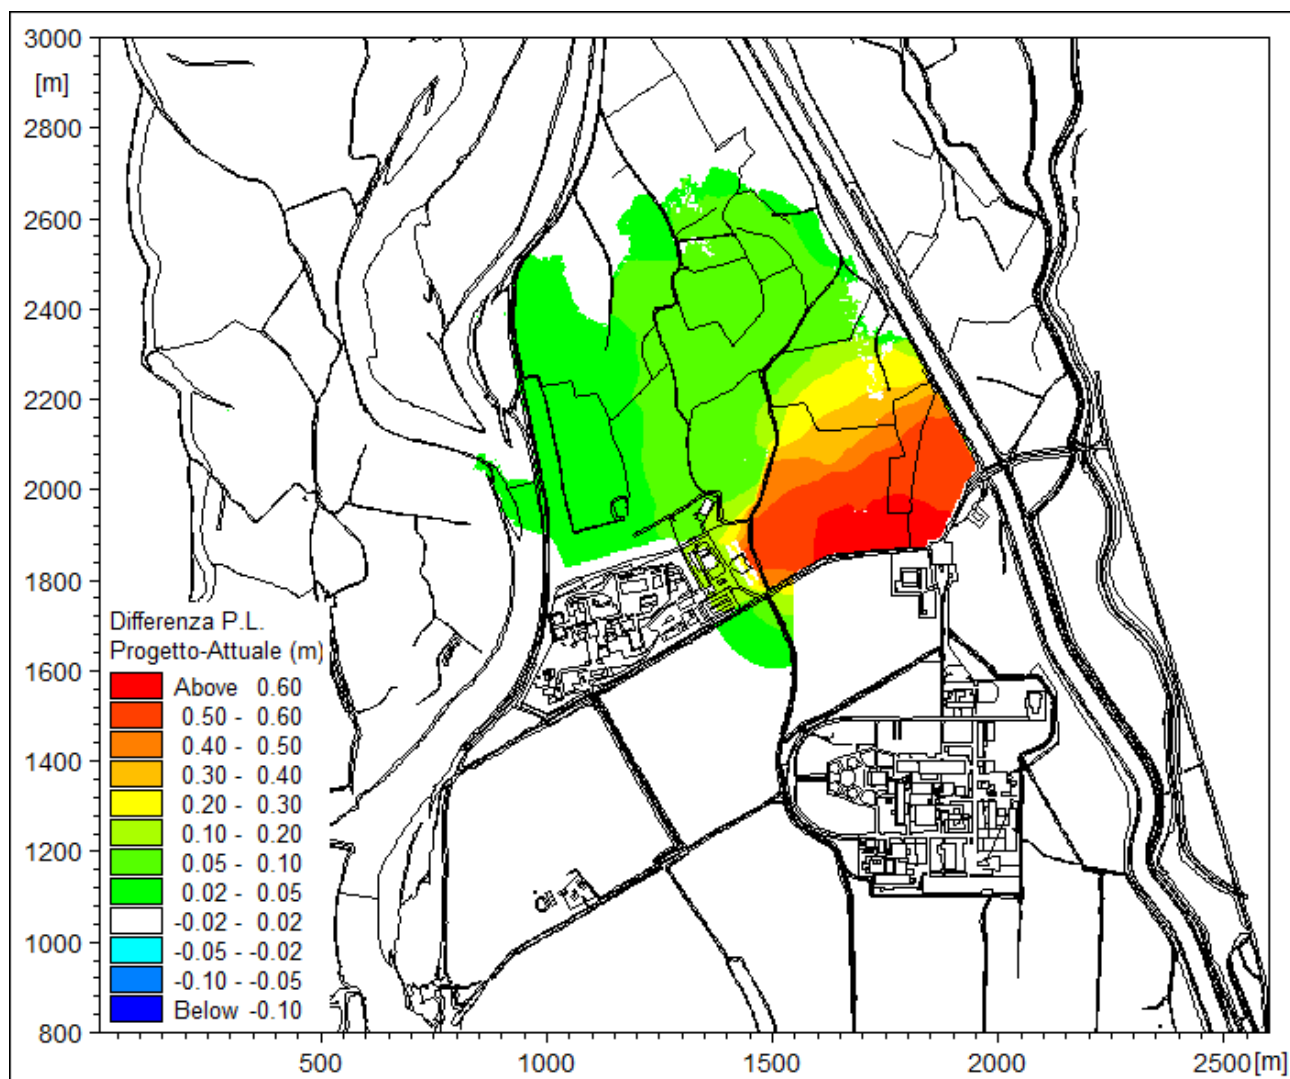 3000
[m]
2800
2600
2400
2200
2000
1800
1600
1400
1200
1000
800
Differenza P.L.
Progetto-Attuale (m)
Above 0.60
0.50 - 0.60
0.40 - 0.50
0.30 - 0.40
0.20 - 0.30
0.10 - 0.20
0.05 - 0.10
0.02 - 0.05
-0.02 - 0.02
-0.05 - -0.02
-0.10 - -0.05
Below -0.10
500 1000 1500 2000 2500 [m]